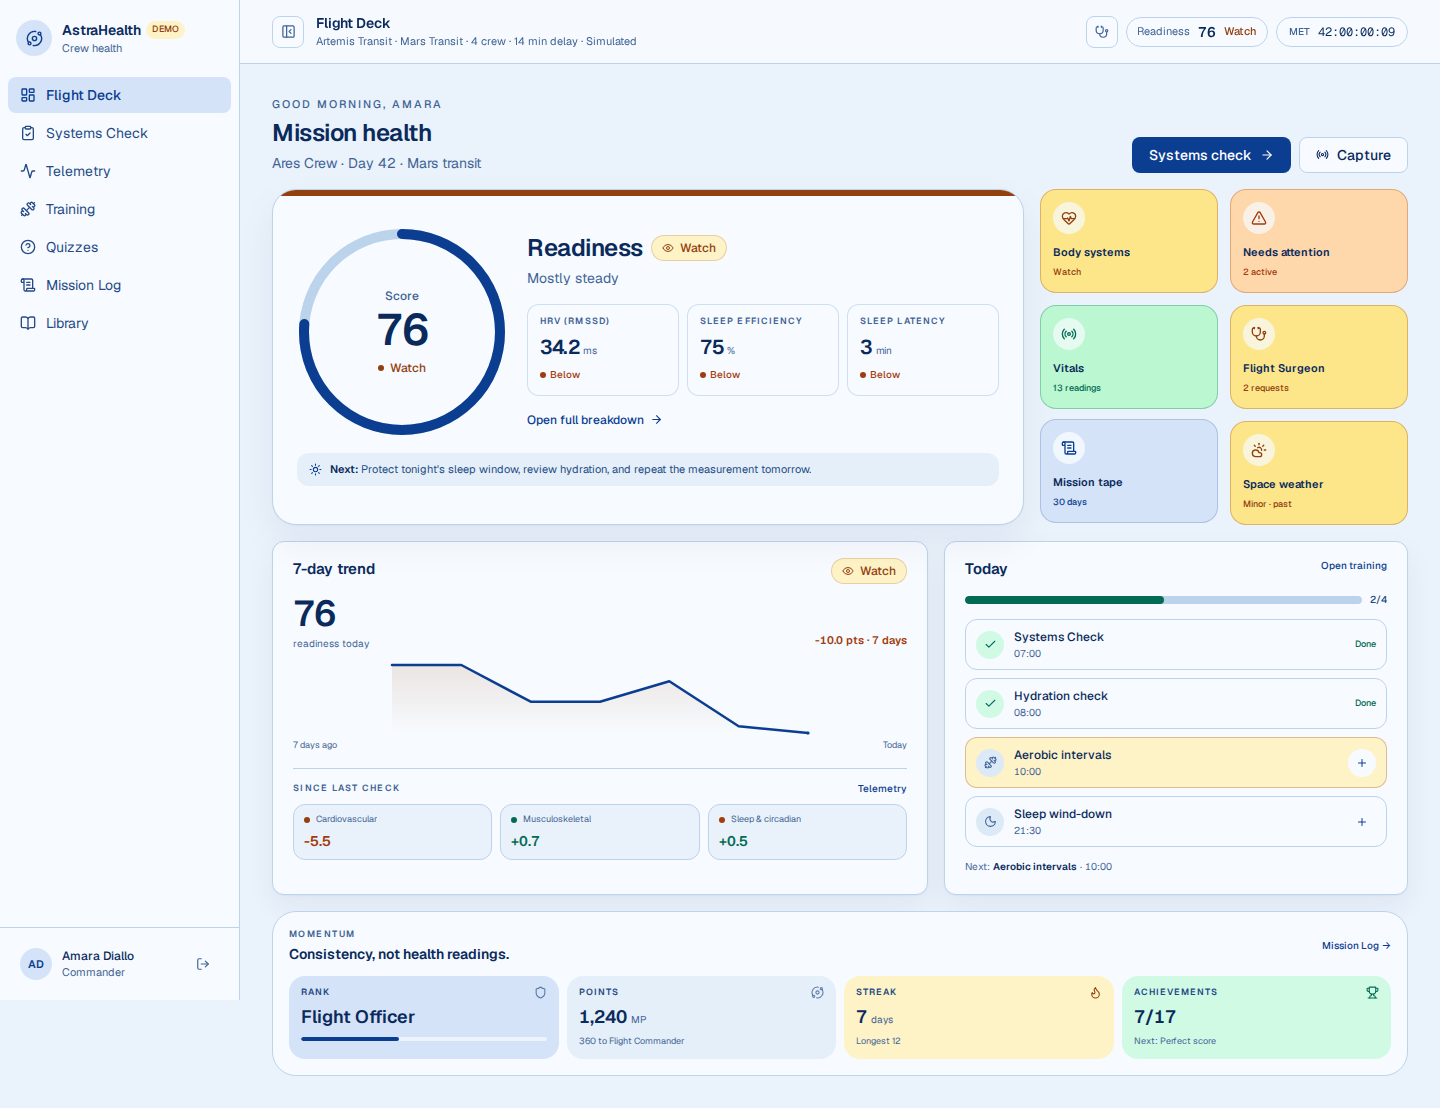 AstraHealth DEMO
Crew health
Flight Deck
Systems Check
Telemetry
Training
Quizzes
Mission Log
Library
AD
Amara Diallo
Commander
Flight Deck
Artemis Transit · Mars Transit · 4 crew · 14 min delay · Simulated
Readiness 76 Watch
MET 42:00:00:09
GOOD MORNING, AMARA
Mission health
Ares Crew · Day 42 · Mars transit
Systems check
Capture
Score
76
Watch
Readiness Watch
Mostly steady
HRV (RMSSD)
34.2 ms
Below
SLEEP EFFICIENCY
75 %
Below
SLEEP LATENCY
3 min
Below
Open full breakdown
Next: Protect tonight's sleep window, review hydration, and repeat the measurement tomorrow.
Body systems
Watch
Needs attention
2 active
Vitals
13 readings
Flight Surgeon
2 requests
Mission tape
30 days
Space weather
Minor · past
7-day trend
Watch
76
readiness today
-10.0 pts · 7 days
7 days ago
Today
SINCE LAST CHECK
Telemetry
Cardiovascular
-5.5
Musculoskeletal
+0.7
Sleep & circadian
+0.5
Today
Open training
2/4
Systems Check
07:00
Done
Hydration check
08:00
Done
Aerobic intervals
10:00
Sleep wind-down
21:30
Next: Aerobic intervals · 10:00
MOMENTUM
Consistency, not health readings.
Mission Log →
RANK
Flight Officer
POINTS
1,240 MP
360 to Flight Commander
STREAK
7 days
Longest 12
ACHIEVEMENTS
7/17
Next: Perfect score